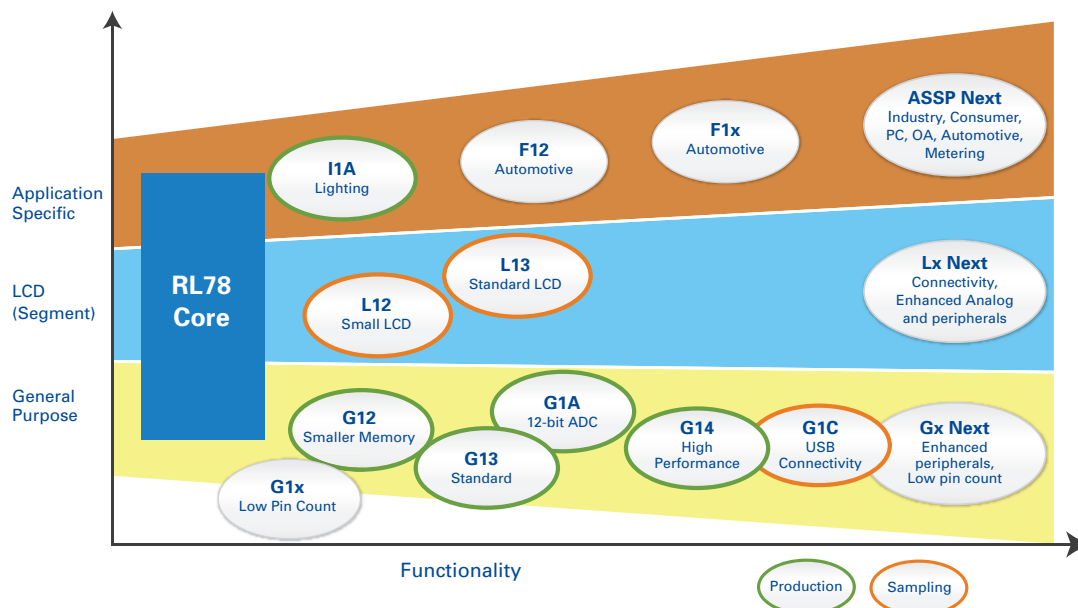 Application
Specific
LCD
(Segment)
General
Purpose
RL78
Core
I1A
Lighting
F12
Automotive
F1x
Automotive
ASSP Next
Industry, Consumer,
PC, OA, Automotive,
Metering
L12
Small LCD
L13
Standard LCD
Lx Next
Connectivity,
Enhanced Analog
and peripherals
G1x
Low Pin Count
G12
Smaller Memory
G13
Standard
G1A
12-bit ADC
G14
High
Performance
G1C
USB
Connectivity
Gx Next
Enhanced
peripherals,
Low pin count
Functionality
Production
Sampling